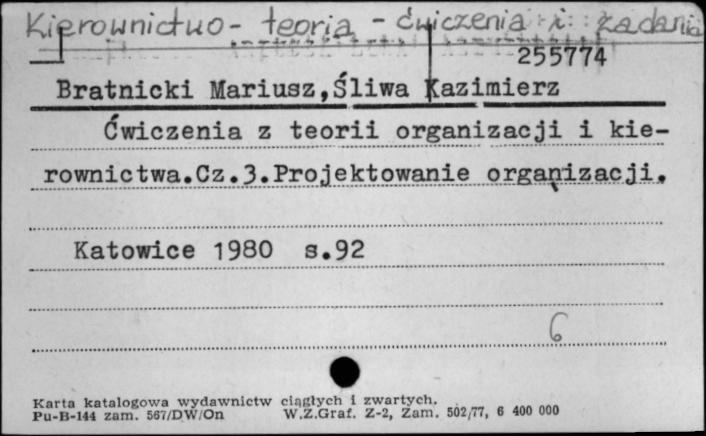 Kierownictwo - teoria - ćwiczenia i zadania
255774
Bratnicki Mariusz,Śliwa Kazimierz
Ćwiczenia z teorii organizacji i kie-
rownictwa.Cz.3.Projektowanie organizacji.
Katowice 1980 s.92
6
Karta katalogowa wydawnictw ciągłych i zwartych.
Pu-B-144 zam. 567/DW/On W.Z.Graf. Z-2, Zam. 502/77, 6 400 000